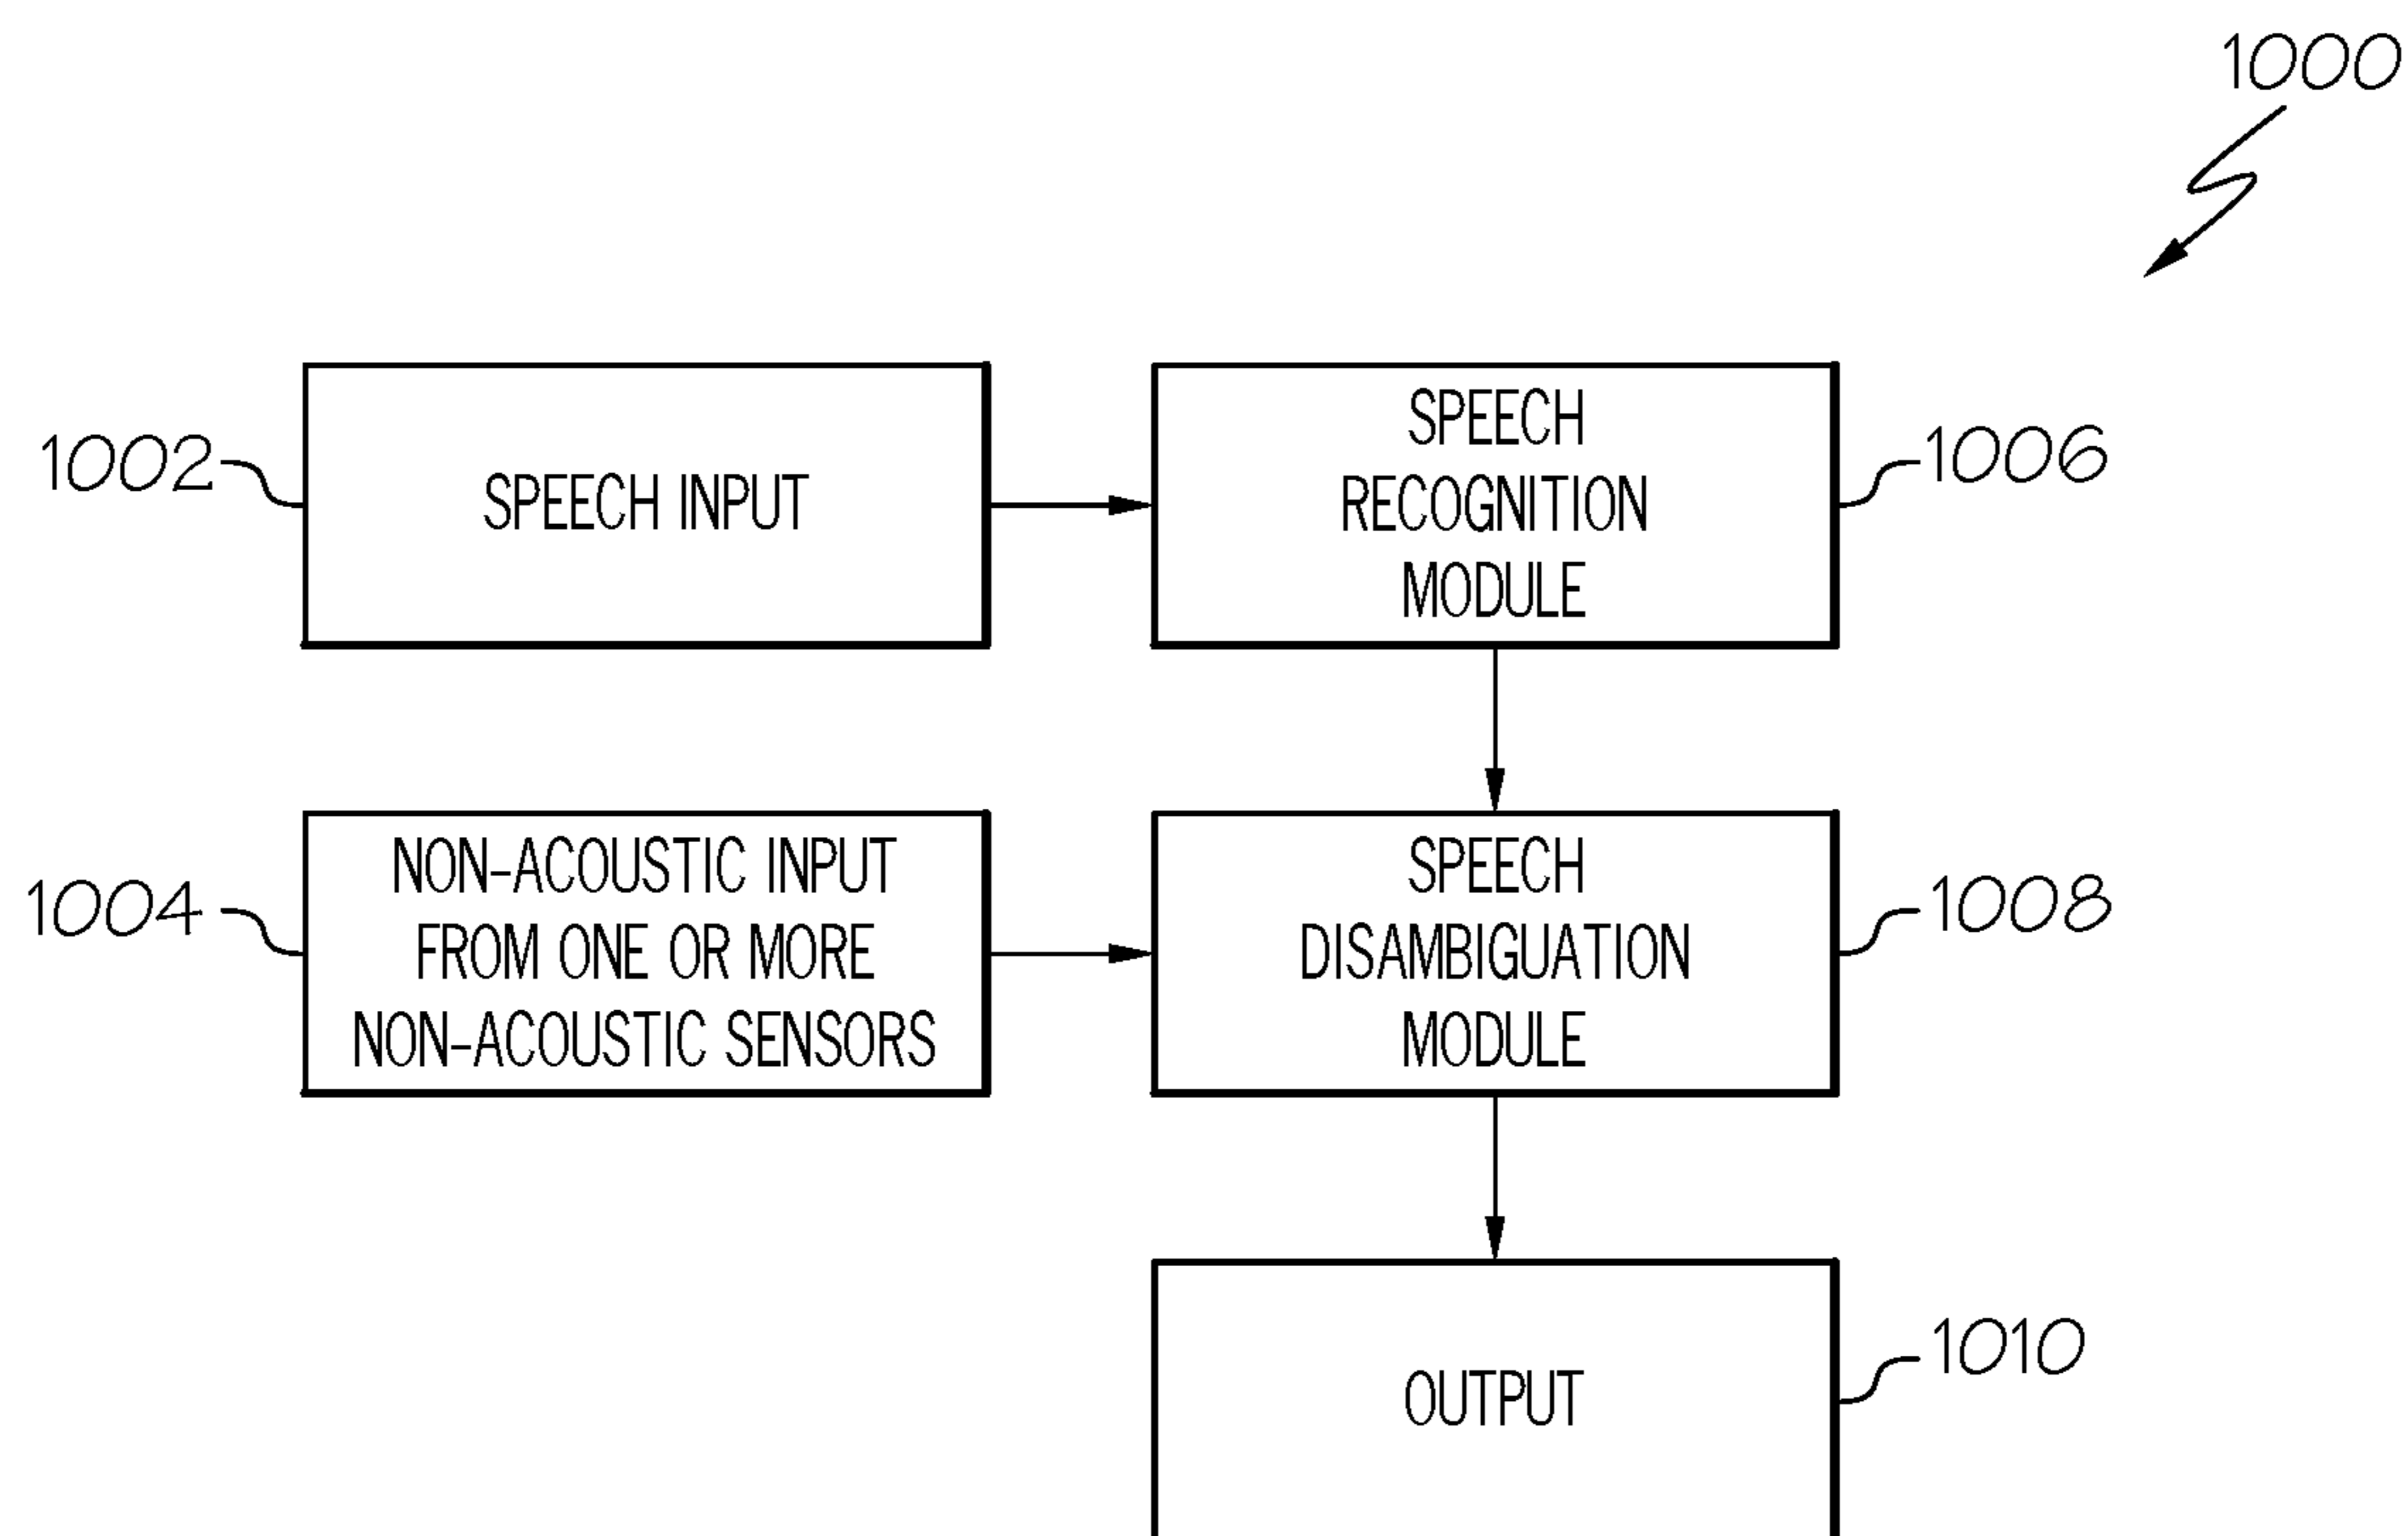 1000
1002
SPEECH INPUT
SPEECH
RECOGNITION
MODULE
1006
1004
NON-ACOUSTIC INPUT
FROM ONE OR MORE
NON-ACOUSTIC SENSORS
SPEECH
DISAMBIGUATION
MODULE
1008
OUTPUT
1010